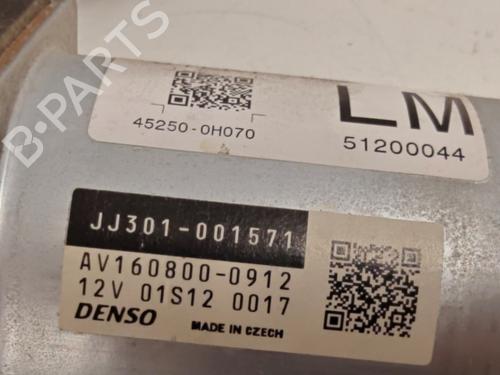 LM
45250-0H070
51200044
JJ301-001571
AV160800-0912
12V 01S12 0017
DENSO MADE IN CZECH
B-PARTS